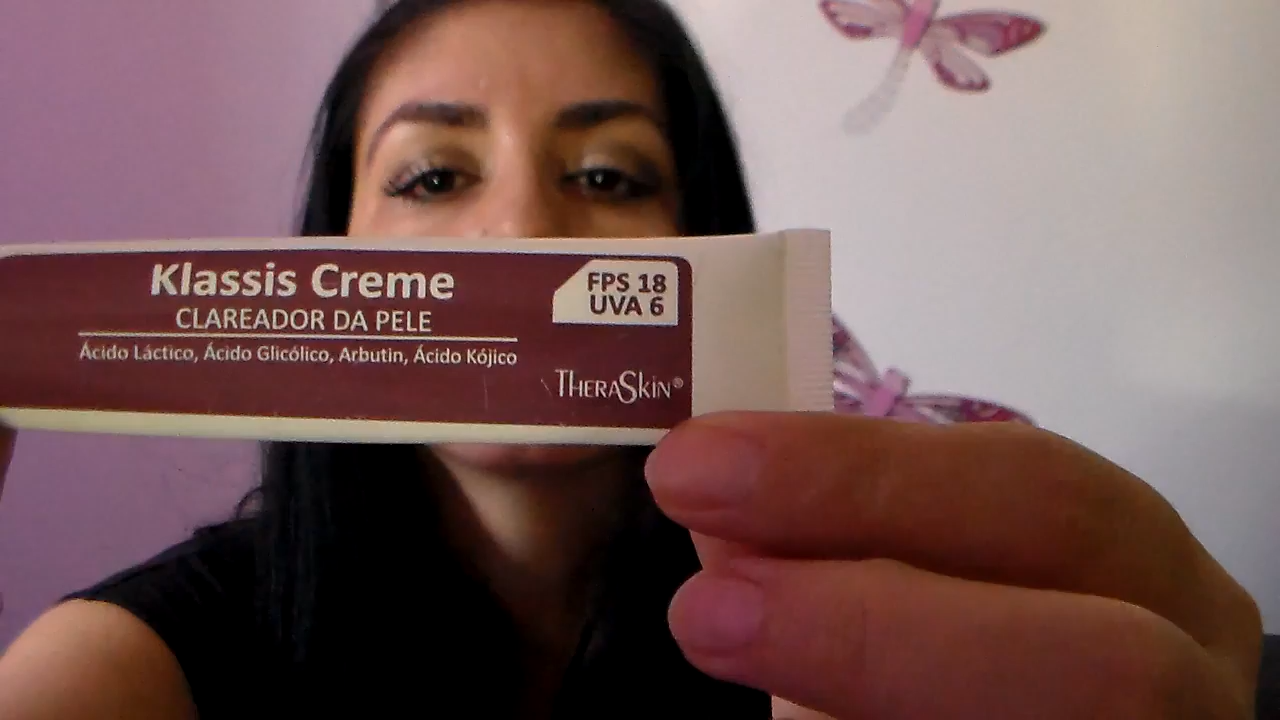 Klassis Creme
CLAREADOR DA PELE
Ácido Láctico, Ácido Glicólico, Arbutin, Ácido Kójico
FPS 18
UVA 6
THERASKIN®